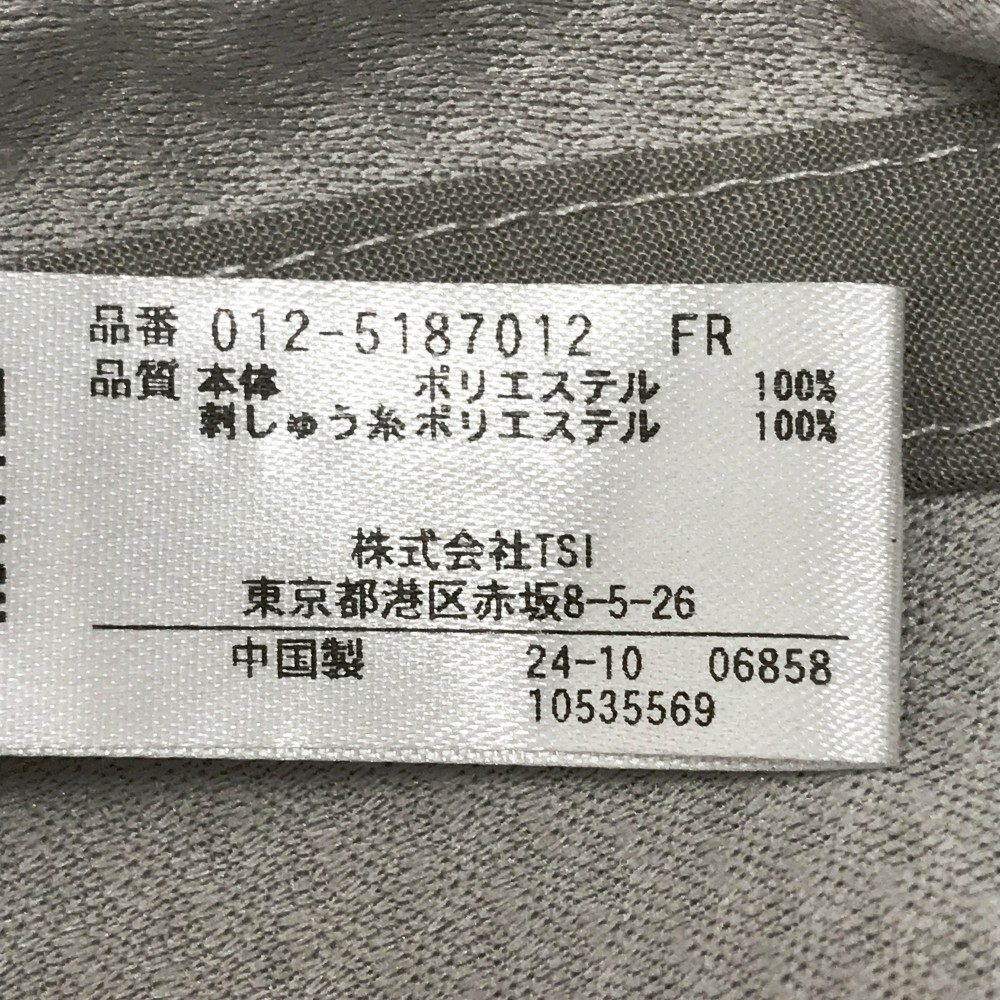 品番 012-5187012 FR
品質 本体 ポリエステル 100%
刺しゅう糸ポリエステル 100%
株式会社TSI
東京都港区赤坂8-5-26
中国製 24-10 06858
10535569